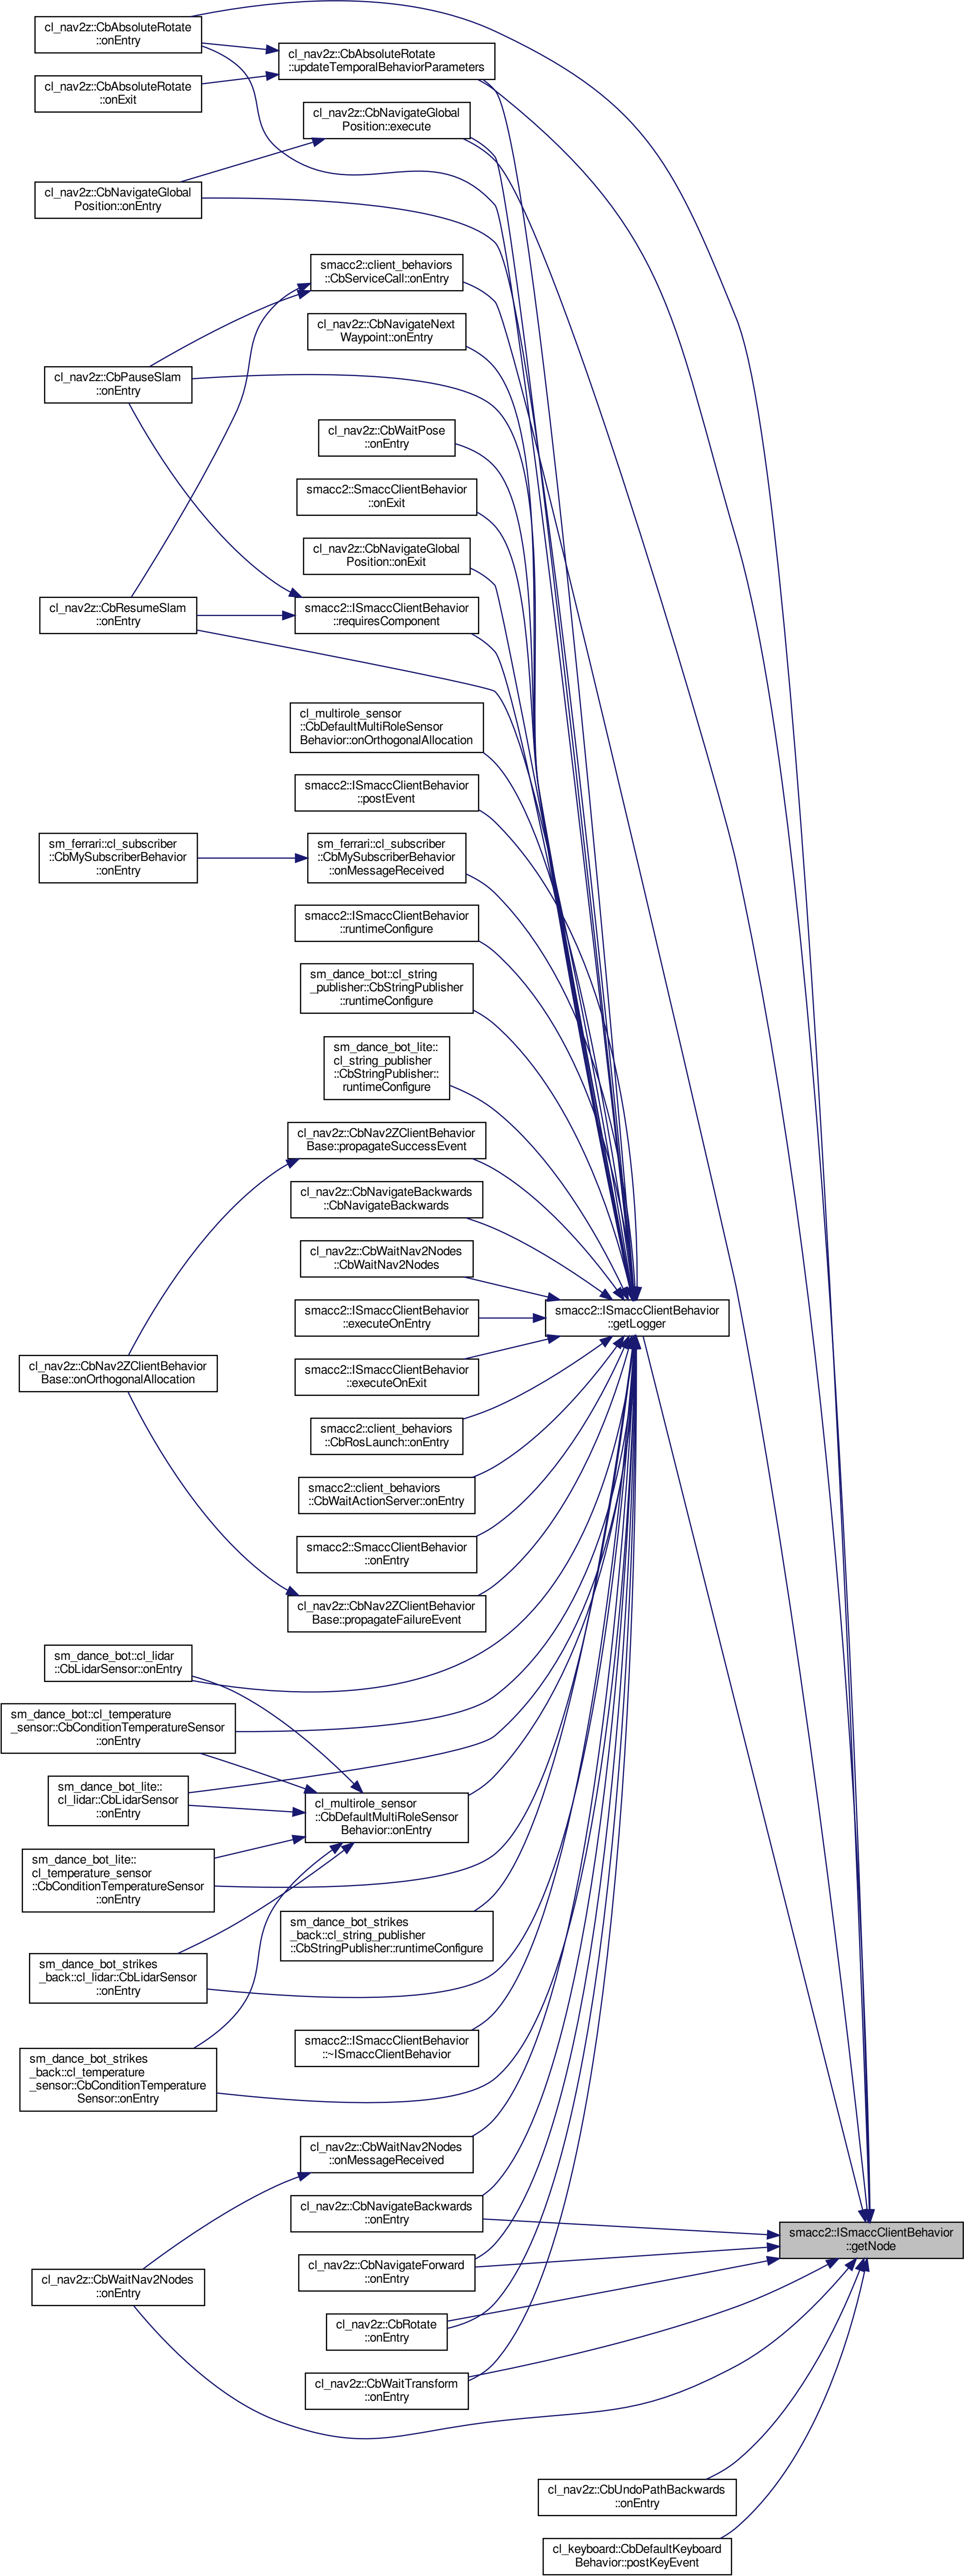 cl_nav2z::CbAbsoluteRotate
::onEntry
cl_nav2z::CbAbsoluteRotate
::updateTemporalBehaviorParameters
cl_nav2z::CbAbsoluteRotate
::onExit
cl_nav2z::CbNavigateGlobal
Position::execute
cl_nav2z::CbNavigateGlobal
Position::onEntry
smacc2::client_behaviors
::CbServiceCall::onEntry
cl_nav2z::CbNavigateNext
Waypoint::onEntry
cl_nav2z::CbPauseSlam
::onEntry
cl_nav2z::CbWaitPose
::onEntry
smacc2::SmaccClientBehavior
::onExit
cl_nav2z::CbNavigateGlobal
Position::onExit
cl_nav2z::CbResumeSlam
::onEntry
smacc2::ISmaccClientBehavior
::requiresComponent
cl_multirole_sensor
::CbDefaultMultiRoleSensor
Behavior::onOrthogonalAllocation
smacc2::ISmaccClientBehavior
::postEvent
sm_ferrari::cl_subscriber
::CbMySubscriberBehavior
::onEntry
sm_ferrari::cl_subscriber
::CbMySubscriberBehavior
::onMessageReceived
smacc2::ISmaccClientBehavior
::runtimeConfigure
sm_dance_bot::cl_string
_publisher::CbStringPublisher
::runtimeConfigure
sm_dance_bot_lite::
cl_string_publisher
::CbStringPublisher::
runtimeConfigure
cl_nav2z::CbNav2ZClientBehavior
Base::propagateSuccessEvent
cl_nav2z::CbNavigateBackwards
::CbNavigateBackwards
cl_nav2z::CbWaitNav2Nodes
::CbWaitNav2Nodes
smacc2::ISmaccClientBehavior
::executeOnEntry
smacc2::ISmaccClientBehavior
::getLogger
cl_nav2z::CbNav2ZClientBehavior
Base::onOrthogonalAllocation
smacc2::ISmaccClientBehavior
::executeOnExit
smacc2::client_behaviors
::CbRosLaunch::onEntry
smacc2::client_behaviors
::CbWaitActionServer::onEntry
smacc2::SmaccClientBehavior
::onEntry
cl_nav2z::CbNav2ZClientBehavior
Base::propagateFailureEvent
sm_dance_bot::cl_lidar
::CbLidarSensor::onEntry
sm_dance_bot::cl_temperature
_sensor::CbConditionTemperatureSensor
::onEntry
sm_dance_bot_lite::
cl_lidar::CbLidarSensor
::onEntry
cl_multirole_sensor
::CbDefaultMultiRoleSensor
Behavior::onEntry
sm_dance_bot_lite::
cl_temperature_sensor
::CbConditionTemperatureSensor
::onEntry
sm_dance_bot_strikes
_back::cl_string_publisher
::CbStringPublisher::runtimeConfigure
sm_dance_bot_strikes
_back::cl_lidar::CbLidarSensor
::onEntry
smacc2::ISmaccClientBehavior
::~ISmaccClientBehavior
sm_dance_bot_strikes
_back::cl_temperature
_sensor::CbConditionTemperature
Sensor::onEntry
cl_nav2z::CbWaitNav2Nodes
::onMessageReceived
cl_nav2z::CbNavigateBackwards
::onEntry
smacc2::ISmaccClientBehavior
::getNode
cl_nav2z::CbNavigateForward
::onEntry
cl_nav2z::CbWaitNav2Nodes
::onEntry
cl_nav2z::CbRotate
::onEntry
cl_nav2z::CbWaitTransform
::onEntry
cl_nav2z::CbUndoPathBackwards
::onEntry
cl_keyboard::CbDefaultKeyboard
Behavior::postKeyEvent